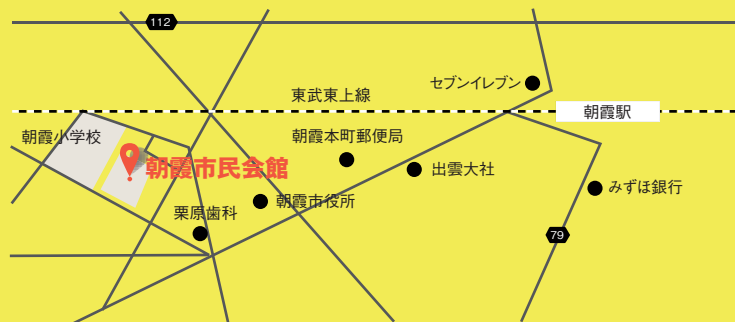 112
セブンイレブン
東武東上線
朝霞駅
朝霞小学校
朝霞本町郵便局
朝霞市民会館
出雲大社
みずほ銀行
朝霞市役所
栗原歯科
79